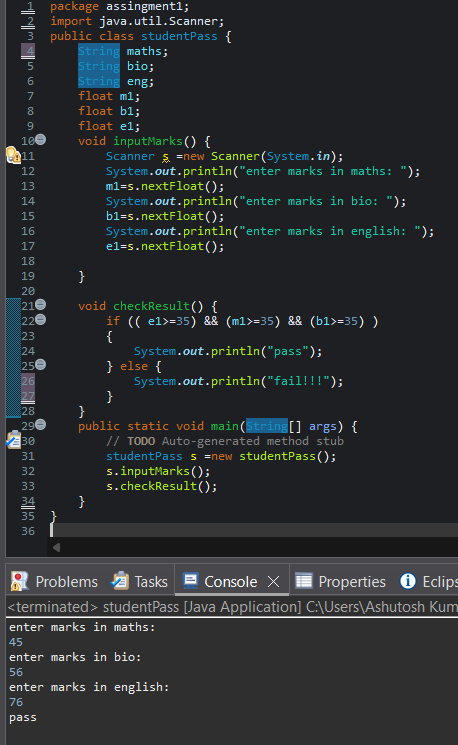 1 package assingment1;
2 import java.util.Scanner;
3 public class studentPass {
4 String maths;
5 String bio;
6 String eng;
7 float m1;
8 float b1;
9 float e1;
10 void inputMarks() {
11 Scanner s =new Scanner(System.in);
12 System.out.println("enter marks in maths: ");
13 m1=s.nextFloat();
14 System.out.println("enter marks in bio: ");
15 b1=s.nextFloat();
16 System.out.println("enter marks in english: ");
17 e1=s.nextFloat();
18
19 }
20
21 void checkResult() {
22 if (( e1>=35) && (m1>=35) && (b1>=35) )
23 {
24 System.out.println("pass");
25 } else {
26 System.out.println("fail!!!");
27 }
28 }
29 public static void main(String[] args) {
30 // TODO Auto-generated method stub
31 studentPass s =new studentPass();
32 s.inputMarks();
33 s.checkResult();
34 }
35 }
36
Problems Tasks Console Properties Eclips
<terminated> studentPass [Java Application] C:\Users\Ashutosh Kum
enter marks in maths:
45
enter marks in bio:
56
enter marks in english:
76
pass